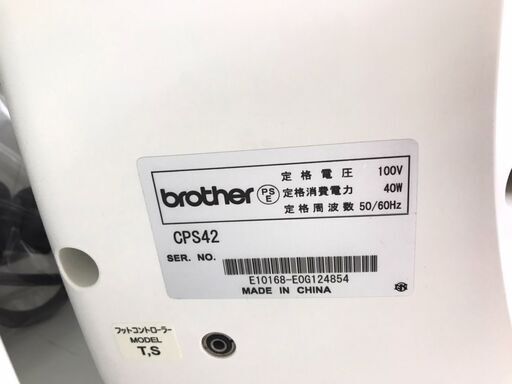 brother
PS
E
定格電圧 100V
定格消費電力 40W
定格周波数 50/60Hz
CPS42
SER. NO.
E10168-E0G124854
MADE IN CHINA
フットコントローラー
MODEL
T,S